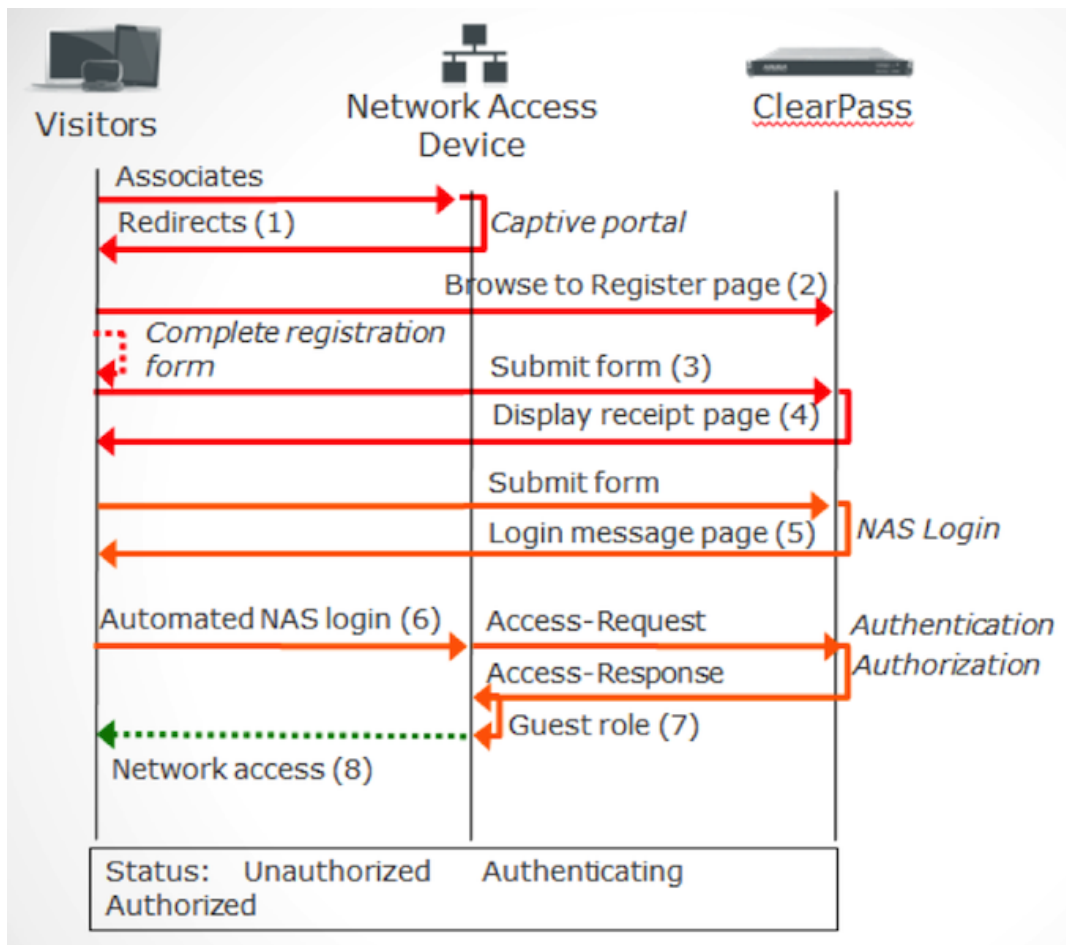 Visitors
Network Access
Device
ClearPass
Associates
Redirects (1)
Captive portal
Browse to Register page (2)
Complete registration
form
Submit form (3)
Display receipt page (4)
Submit form
Login message page (5)
NAS Login
Automated NAS login (6)
Access-Request
Authentication
Authorization
Access-Response
Guest role (7)
Network access (8)
Status: Unauthorized Authenticating
Authorized